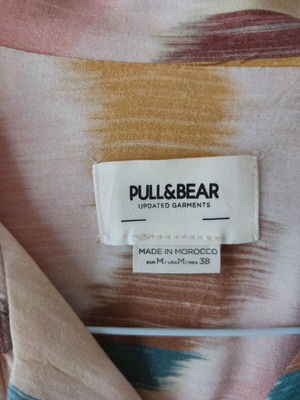 PULL&BEAR
UPDATED GARMENTS
MADE IN MOROCCO
EUR M / USA M / MEX 38